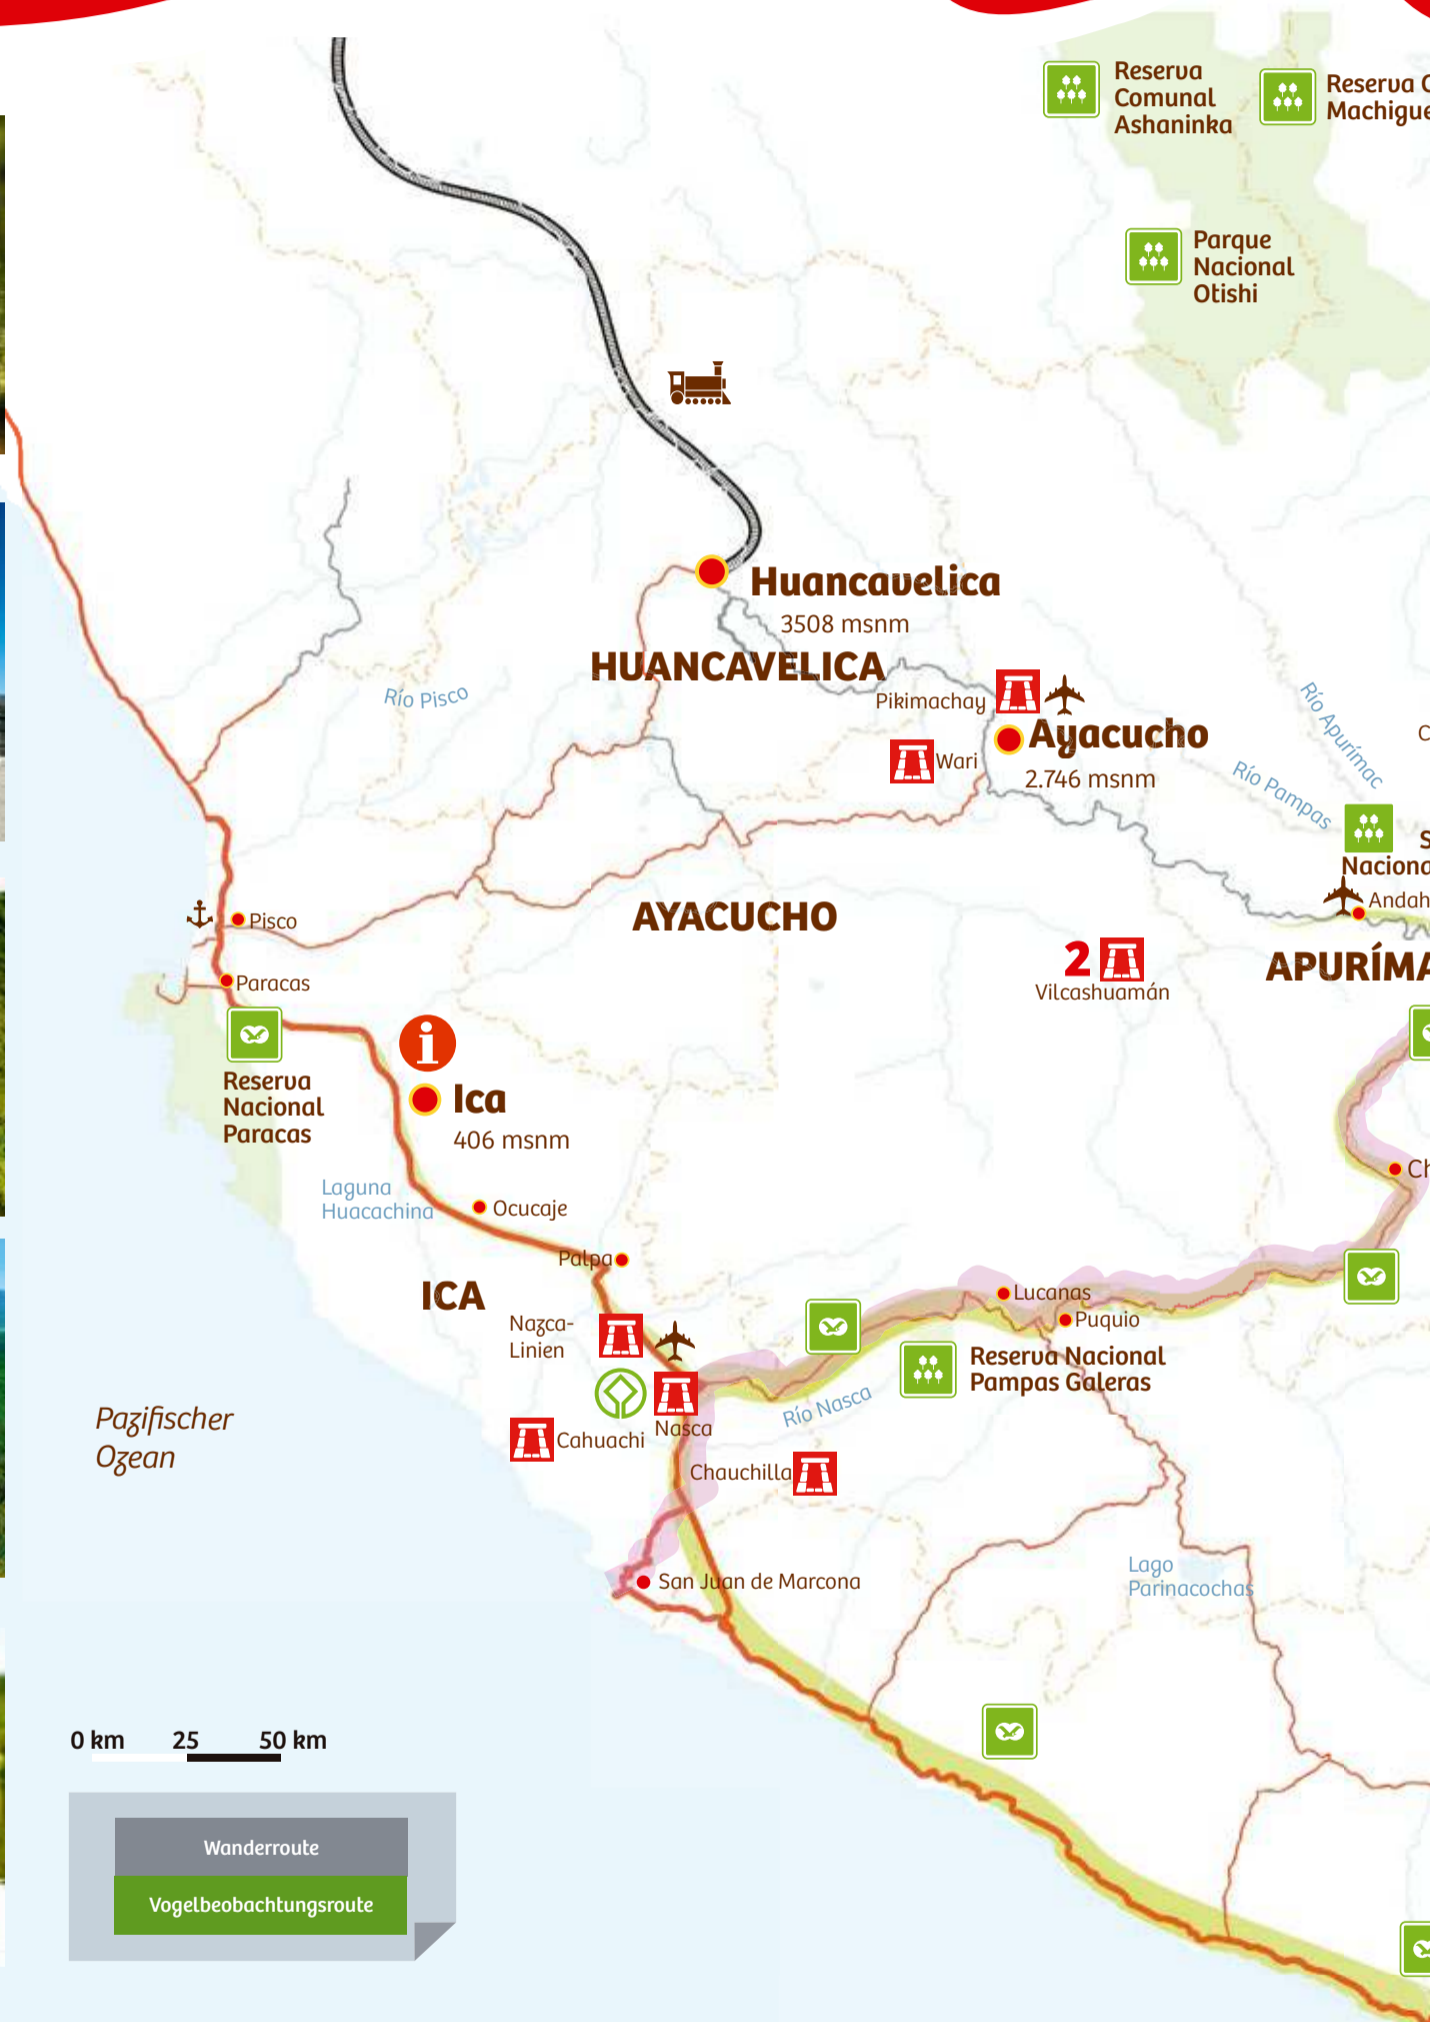 Reserva
Comunal
Ashaninka
Reserva
Parque
Nacional
Otishi
Huancavelica
3508 msnm
HUANCAVELICA
Río Pisco
Pikimachay
Ayacucho
Wari
2.746 msnm
Río Apurímac
Río Pampas
Pisco
AYACUCHO
Paracas
2
Vilcashuamán
Reserva
Nacional
Paracas
i
Ica
406 msnm
Laguna
Huacachina
Ocucaje
Palpa
ICA
Nazca-
Linien
Lucanas
Puquio
Reserva Nacional
Pampas Galeras
Río Nasca
Nasca
Cahuachi
Chauchilla
Pazifischer
Ozean
San Juan de Marcona
Lago
Parinacochas
0 km 25 50 km
Wanderroute
Vogelbeobachtungsroute